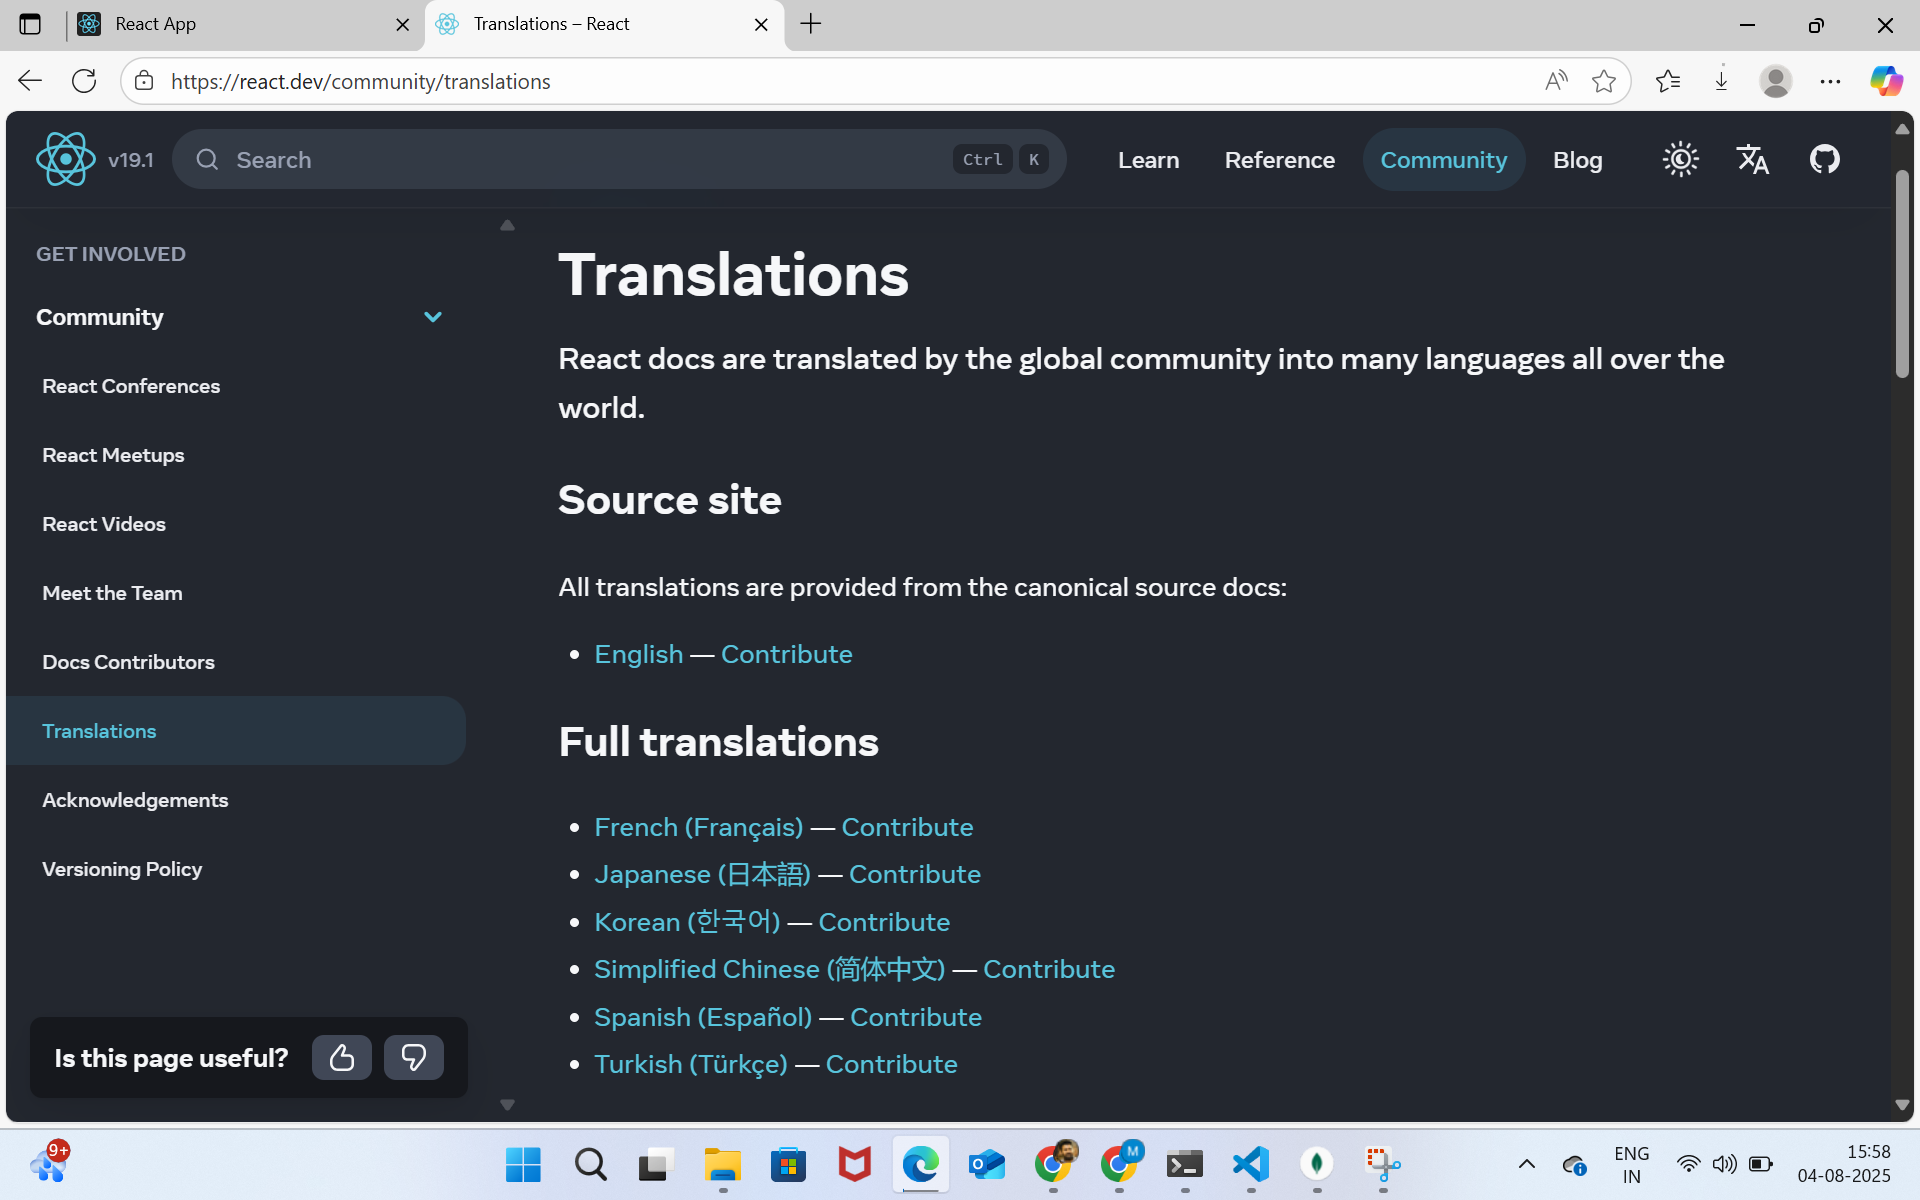 React App
Translations – React
https://react.dev/community/translations
v19.1
Search
Ctrl K
Learn
Reference
Community
Blog
GET INVOLVED
Community
React Conferences
React Meetups
React Videos
Meet the Team
Docs Contributors
Translations
Acknowledgements
Versioning Policy
Is this page useful?
Translations
React docs are translated by the global community into many languages all over the
world.
Source site
All translations are provided from the canonical source docs:
• English — Contribute
Full translations
• French (Français) — Contribute
• Japanese (日本語) — Contribute
• Korean (한국어) — Contribute
• Simplified Chinese (简体中文) — Contribute
• Spanish (Español) — Contribute
• Turkish (Türkçe) — Contribute
9+
M
ENG
IN
15:58
04-08-2025